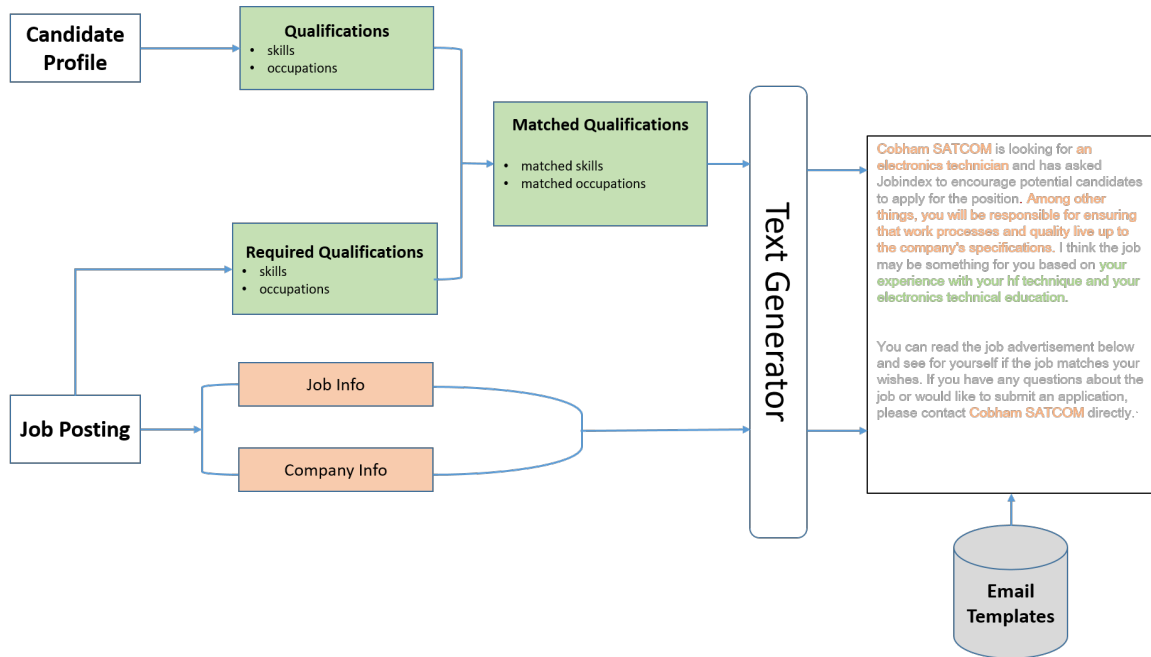 Candidate
Profile
Qualifications
• skills
• occupations
Matched Qualifications
• matched skills
• matched occupations
Required Qualifications
• skills
• occupations
Job Posting
Job Info
Company Info
Text Generator
Cobham SATCOM is looking for an
electronics technician and has asked
Jobindex to encourage potential candidates
to apply for the position. Among other
things, you will be responsible for ensuring
that work processes and quality live up to
the company's specifications. I think the job
may be something for you based on your
experience with your hf technique and your
electronics technical education.
You can read the job advertisement below
and see for yourself if the job matches your
wishes. If you have any questions about the
job or would like to submit an application,
please contact Cobham SATCOM directly.
Email
Templates